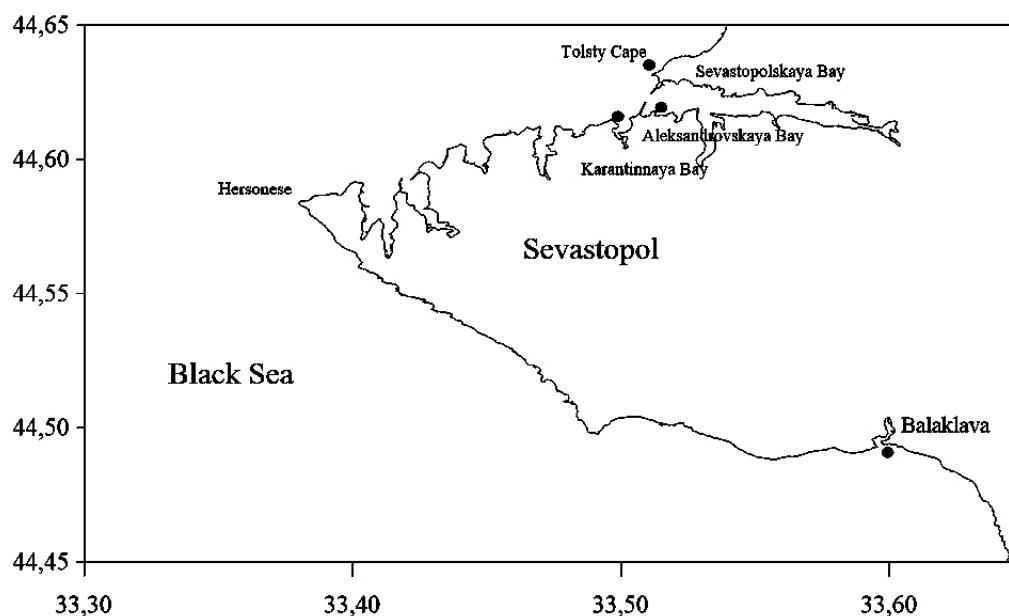 44,65
Tolsty Cape
Sevastopolskaya Bay
Aleksandrovskaya Bay
44,60
Karantinnaya Bay
Hersonese
Sevastopol
44,55
Black Sea
44,50
Balaklava
44,45
33,30 33,40 33,50 33,60